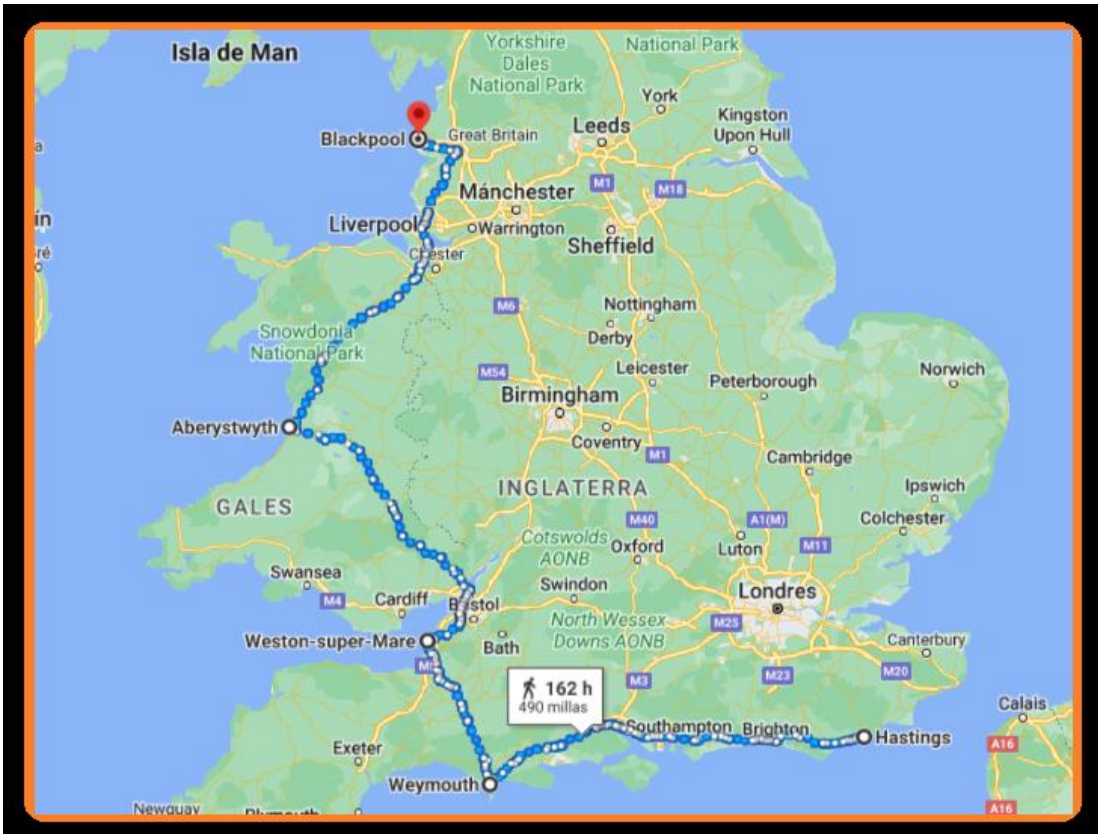 Yorkshire
Dales
National Park
National Park
Isla de Man
York
Kingston
Upon Hull
Leeds
Blackpool
Great Britain
M1
M18
Mánchester
Liverpool
Warrington
Sheffield
Chester
M6
Nottingham
Snowdonia
National Park
Derby
Leicester
M54
Norwich
Peterborough
Birmingham
Aberystwyth
Coventry
M1
Cambridge
GALES
INGLATERRA
Ipswich
Colchester
M40
A1(M)
Cotswolds
AONB
Oxford
Luton
M11
Swansea
Swindon
Londres
M4
Cardiff
Bristol
North Wessex
Downs AONB
M25
Weston-super-Mare
Bath
Canterbury
M5
M3
M23
M20
162 h
490 millas
Calais
Southampton
Brighton
Hastings
A16
Exeter
Weymouth
Newquay
Plymouth
A16